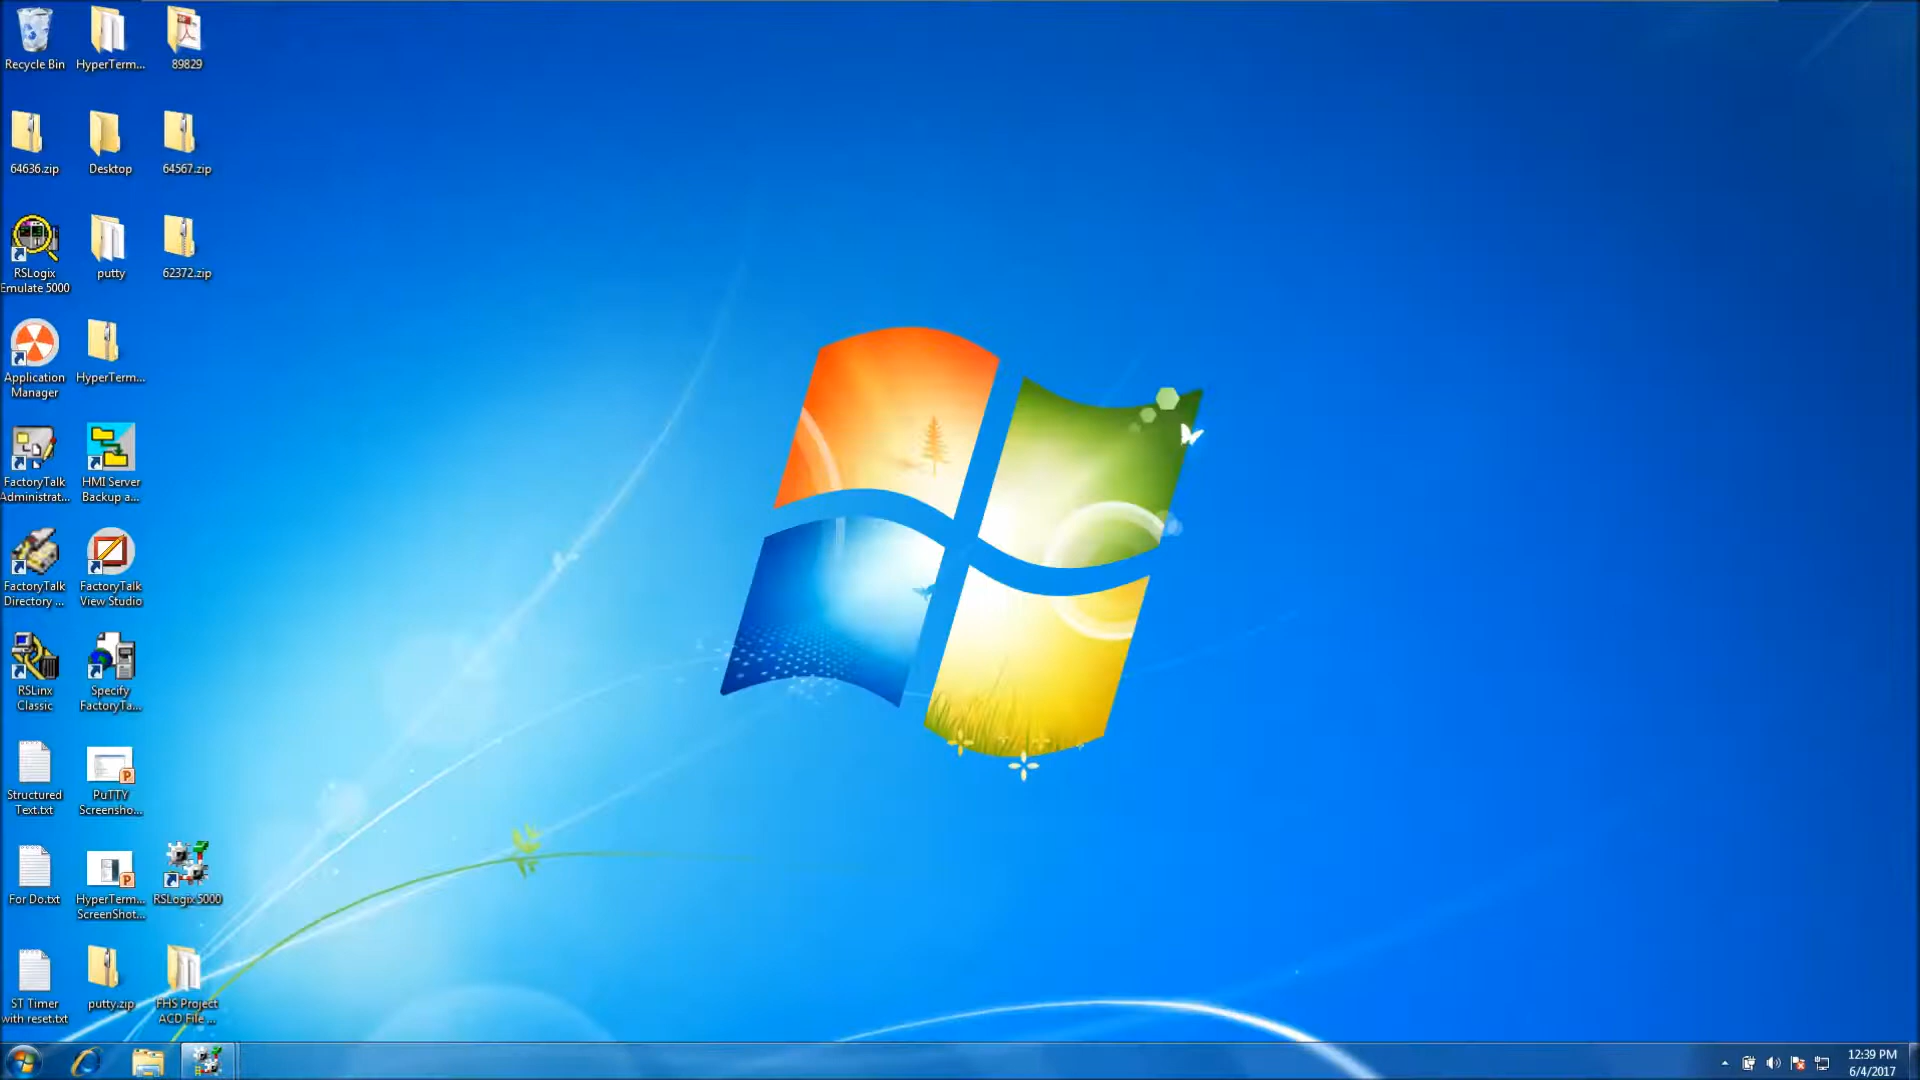 Recycle Bin
HyperTerm...
89829
64636.zip
Desktop
64567.zip
RSLogix
Emulate 5000
putty
62372.zip
Application
Manager
HyperTerm...
FactoryTalk
Administrat...
HMI Server
Backup a...
FactoryTalk
Directory ...
FactoryTalk
View Studio
RSLinx
Classic
Specify
FactoryTa...
Structured
Text.txt
PuTTY
Screensho...
For Do.txt
HyperTerm...
ScreenShot...
RSLogix 5000
ST Timer
with reset.txt
putty.zip
FHS Project
ACD File ...
12:39 PM
6/4/2017